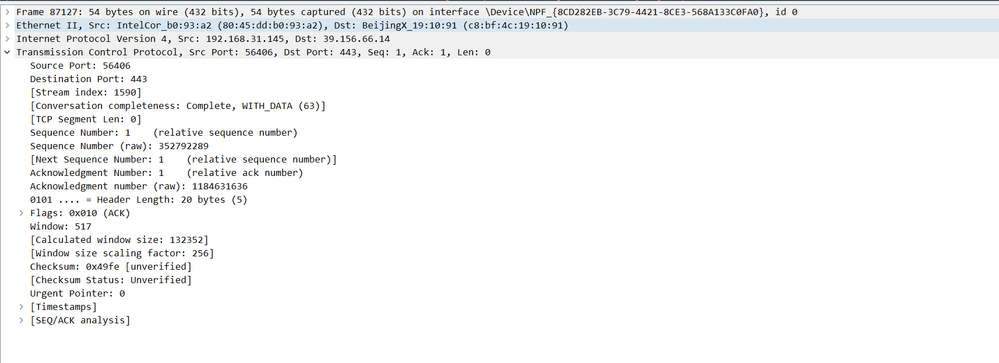 Frame 87127: 54 bytes on wire (432 bits), 54 bytes captured (432 bits) on interface \Device\NPF_{8CD282EB-3C79-4421-8CE3-568A133C0FA0}, id 0
Ethernet II, Src: IntelCor_b0:93:a2 (80:45:dd:b0:93:a2), Dst: BeijingX_19:10:91 (c8:bf:4c:19:10:91)
Internet Protocol Version 4, Src: 192.168.31.145, Dst: 39.156.66.14
Transmission Control Protocol, Src Port: 56406, Dst Port: 443, Seq: 1, Ack: 1, Len: 0
Source Port: 56406
Destination Port: 443
[Stream index: 1590]
[Conversation completeness: Complete, WITH_DATA (63)]
[TCP Segment Len: 0]
Sequence Number: 1    (relative sequence number)
Sequence Number (raw): 352792289
[Next Sequence Number: 1    (relative sequence number)]
Acknowledgment Number: 1    (relative ack number)
Acknowledgment number (raw): 1184631636
0101 .... = Header Length: 20 bytes (5)
Flags: 0x010 (ACK)
Window: 517
[Calculated window size: 132352]
[Window size scaling factor: 256]
Checksum: 0x49fe [unverified]
[Checksum Status: Unverified]
Urgent Pointer: 0
[Timestamps]
[SEQ/ACK analysis]